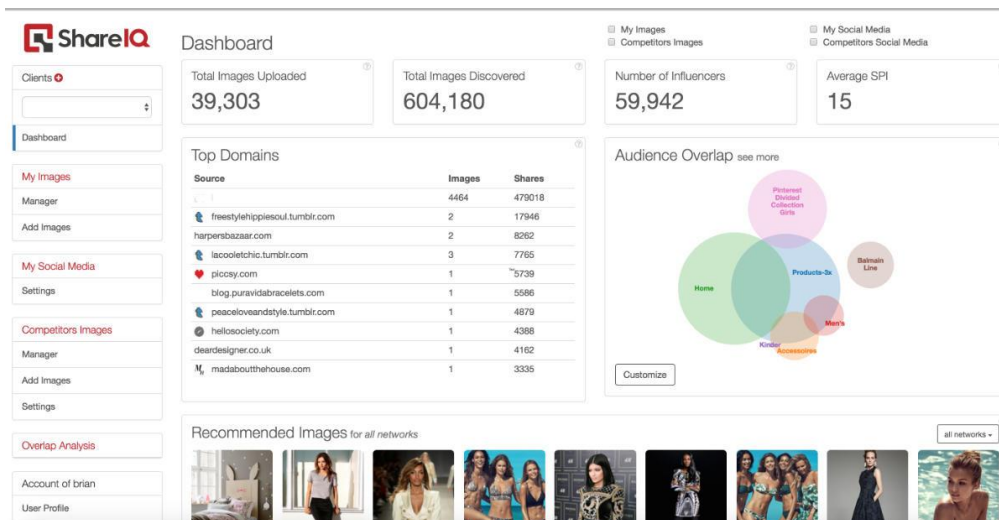 ShareIQ
Dashboard
My Images
Competitors Images
My Social Media
Competitors Social Media
Clients
Dashboard
My Images
Manager
Add Images
My Social Media
Settings
Competitors Images
Manager
Add Images
Settings
Overlap Analysis
Account of brian
User Profile
Total Images Uploaded
39,303
Total Images Discovered
604,180
Number of Influencers
59,942
Average SPI
15
Top Domains
Source Images Shares
4464 479018
freestylehippiesoul.tumblr.com 2 17946
harpersbazaar.com 2 8262
lacooletchic.tumblr.com 3 7765
piccsy.com 1 5739
blog.puravidabracelets.com 1 5586
peaceloveandstyle.tumblr.com 1 4879
hellosociety.com 1 4388
deardesigner.co.uk 1 4162
madaboutthehouse.com 1 3335
Audience Overlap see more
Pinterest
Divided
Collection
Girls
Balmain
Line
Products-3x
Home
Men's
Kinder
Accessoires
Customize
Recommended Images for all networks
all networks